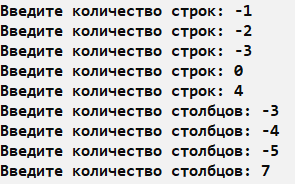 Введите количество строк: -1
Введите количество строк: -2
Введите количество строк: -3
Введите количество строк: 0
Введите количество строк: 4
Введите количество столбцов: -3
Введите количество столбцов: -4
Введите количество столбцов: -5
Введите количество столбцов: 7